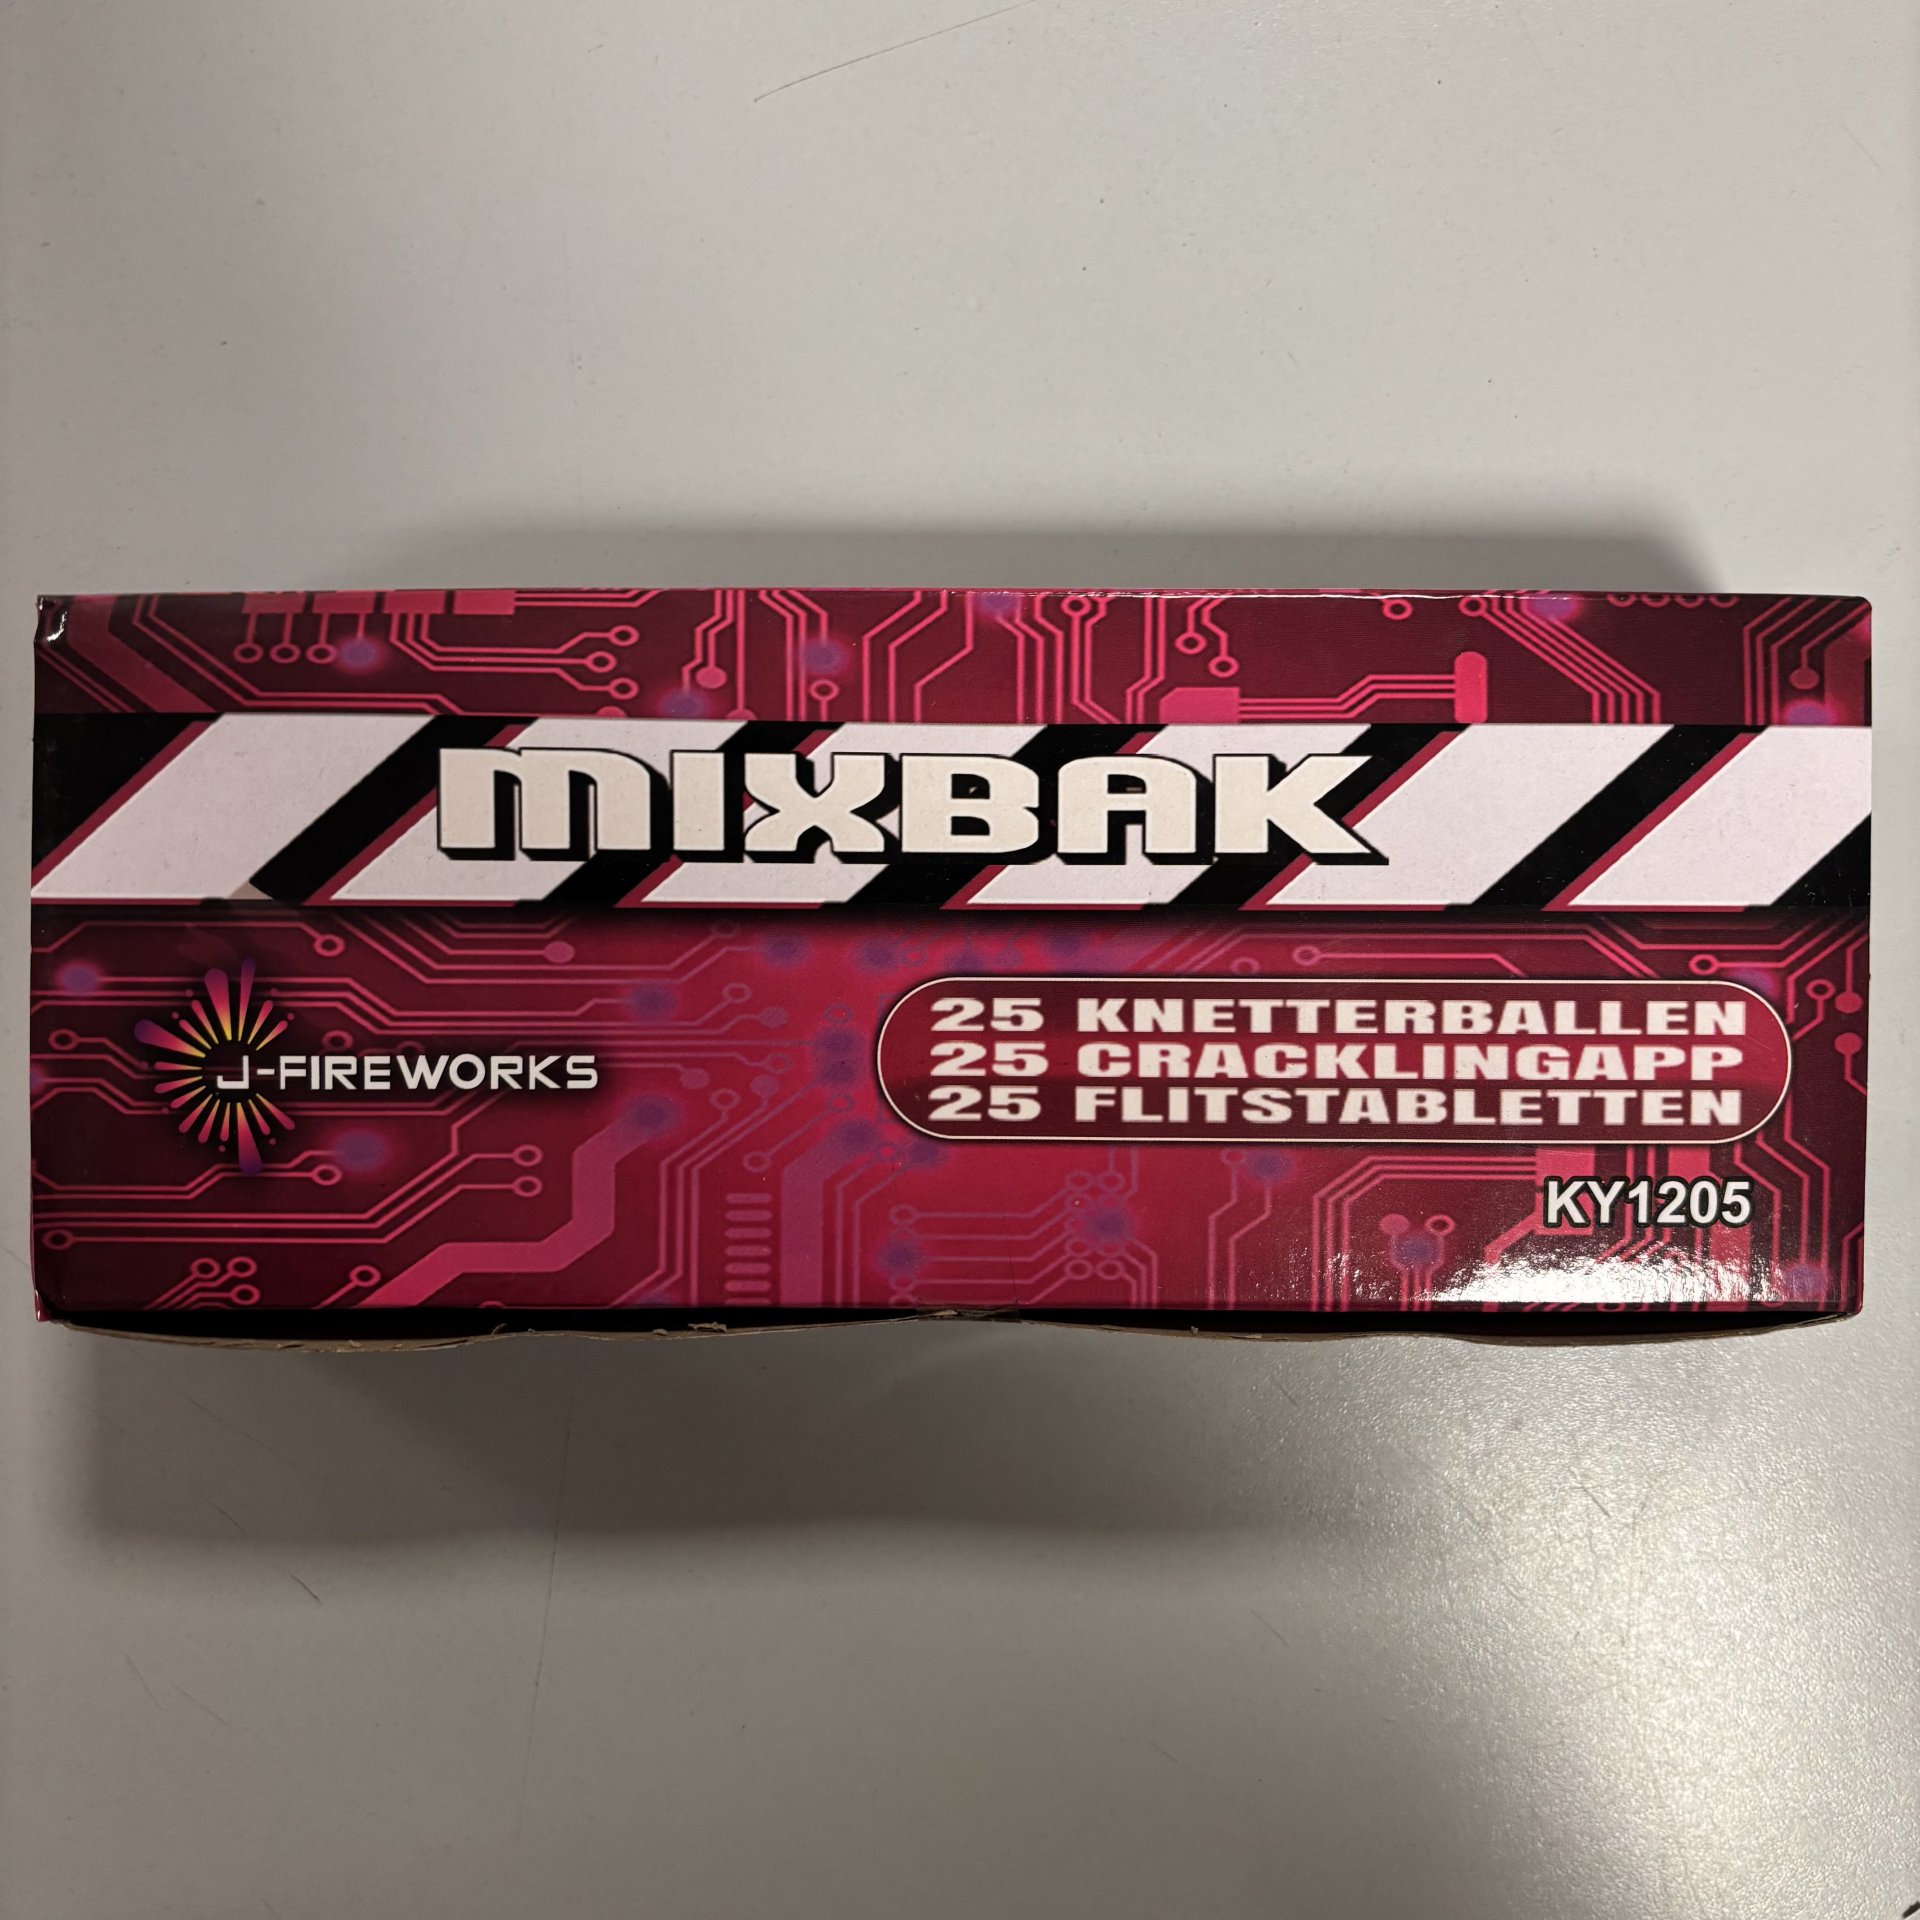 MIXBAK
J-FIREWORKS
25 KNETTERBALLEN
25 CRACKLINGAPP
25 FLITSTABLETTEN
KY1205